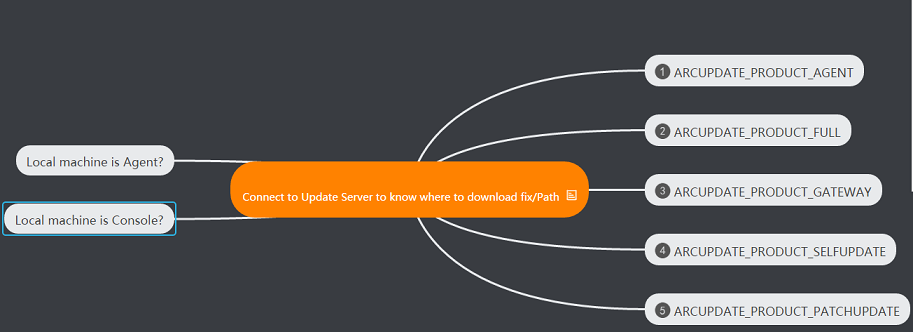 Local machine is Agent?
Local machine is Console?
Connect to Update Server to know where to download fix/Path
1 ARCUPDATE_PRODUCT_AGENT
2 ARCUPDATE_PRODUCT_FULL
3 ARCUPDATE_PRODUCT_GATEWAY
4 ARCUPDATE_PRODUCT_SELFUPDATE
5 ARCUPDATE_PRODUCT_PATCHUPDATE